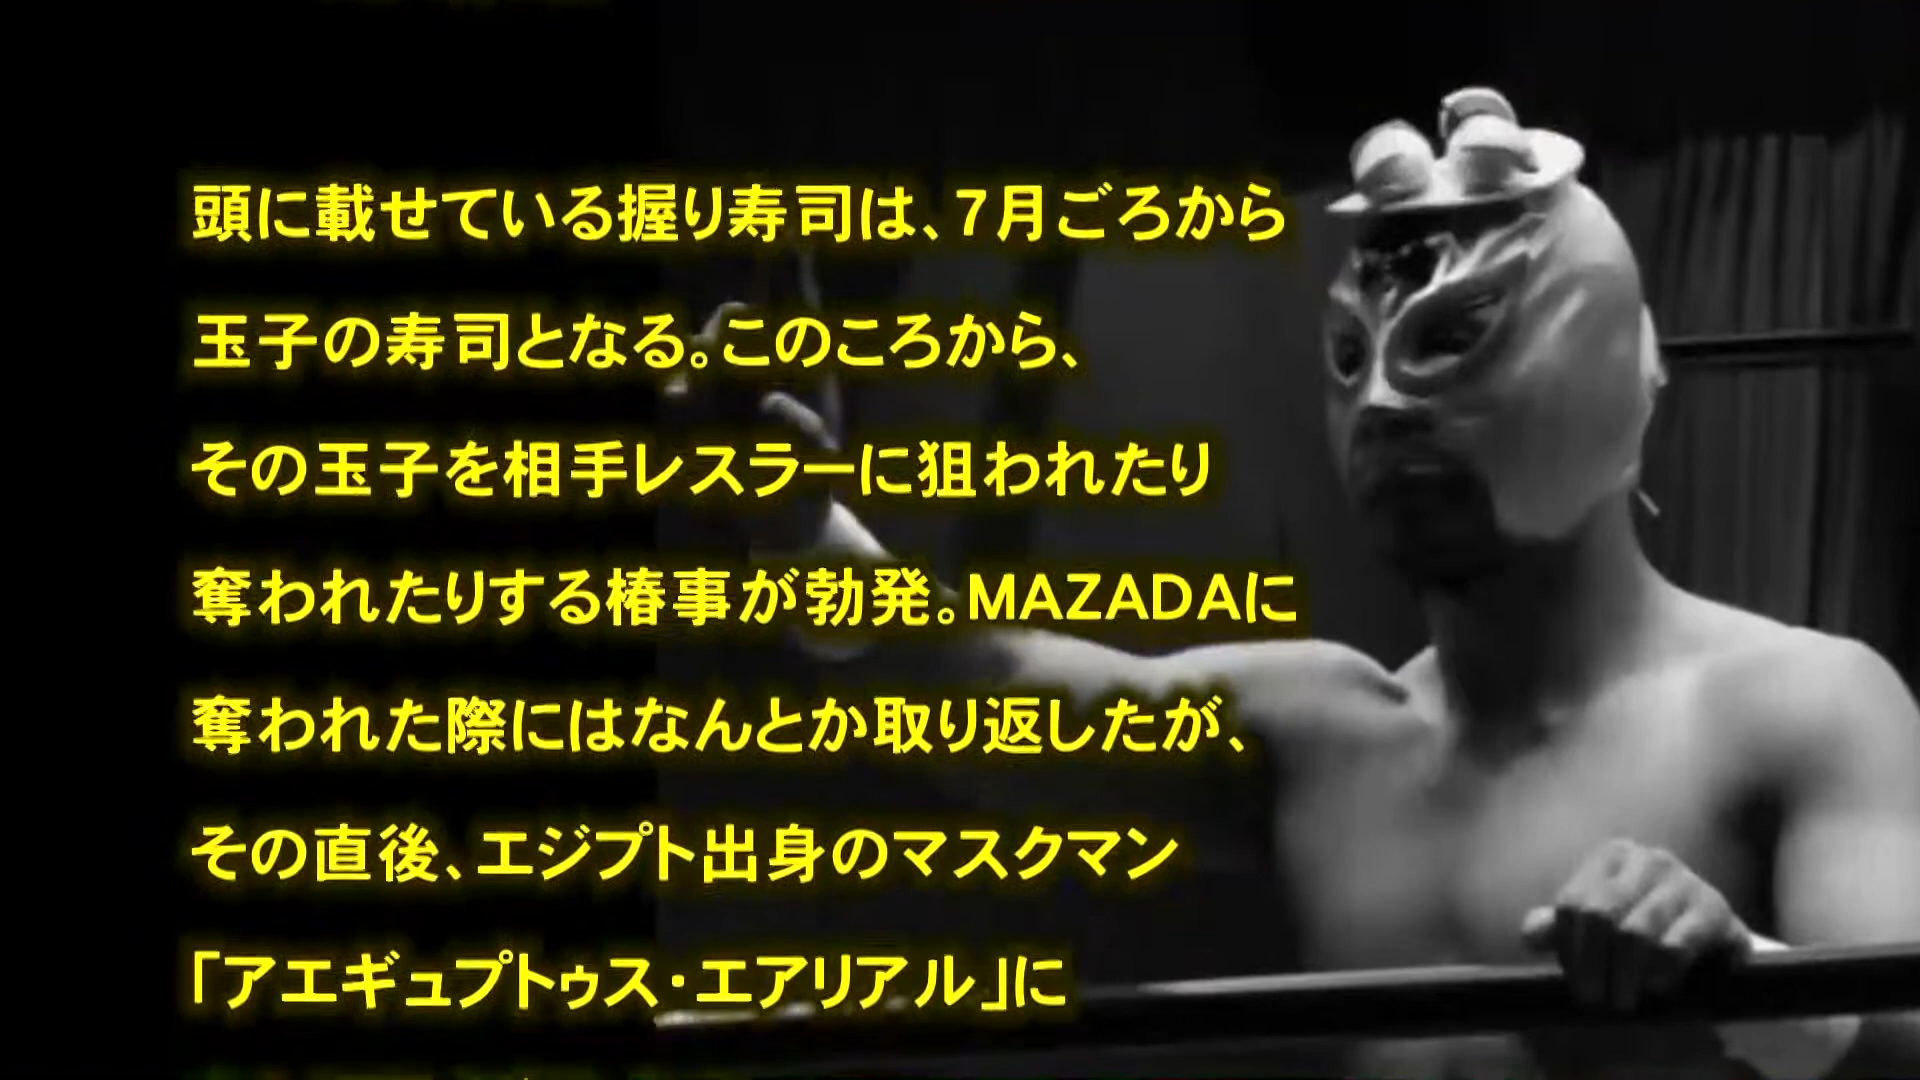 頭に載せている握り寿司は、7月ごろから
玉子の寿司となる。このころから、
その玉子を相手レスラーに狙われたり
奪われたりする椿事が勃発。MAZADAに
奪われた際にはなんとか取り返したが、
その直後、エジプト出身のマスクマン
「アエギュプトゥス・エアリアル」に